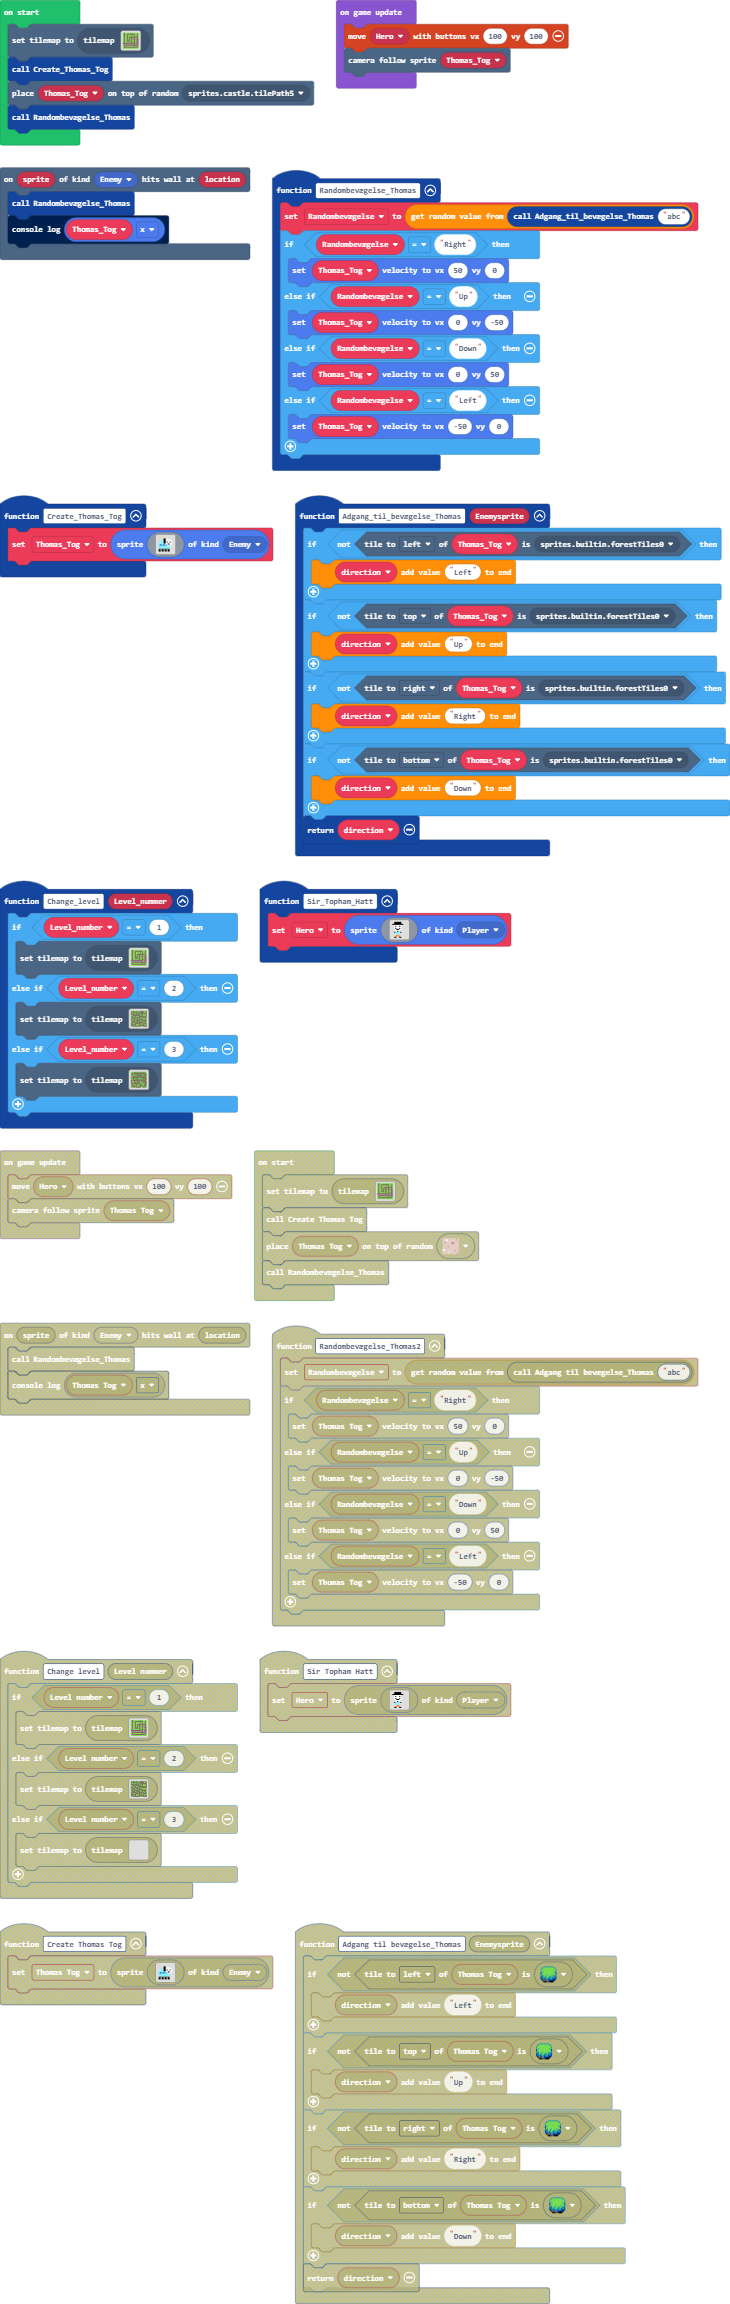 on start
set tilemap to tilemap
call Create_Thomas_Tog
place Thomas_Tog on top of random sprites.castle.tilePath5
call Randombevægelse_Thomas
on game update
move Hero with buttons vx 100 vy 100
camera follow sprite Thomas_Tog
on sprite of kind Enemy hits wall at location
call Randombevægelse_Thomas
console log Thomas_Tog x
function Randombevægelse_Thomas
set Randombevægelse to get random value from call Adgang_til_bevægelse_Thomas "abc"
if Randombevægelse = "Right" then
set Thomas_Tog velocity to vx 50 vy 0
else if Randombevægelse = "Up" then
set Thomas_Tog velocity to vx 0 vy -50
else if Randombevægelse = "Down" then
set Thomas_Tog velocity to vx 0 vy 50
else if Randombevægelse = "Left" then
set Thomas_Tog velocity to vx -50 vy 0
function Create_Thomas_Tog
set Thomas_Tog to sprite of kind Enemy
function Adgang_til_bevægelse_Thomas Enemysprite
if not tile to left of Thomas_Tog is sprites.builtin.forestTiles0 then
direction add value "Left" to end
if not tile to top of Thomas_Tog is sprites.builtin.forestTiles0 then
direction add value "Up" to end
if not tile to right of Thomas_Tog is sprites.builtin.forestTiles0 then
direction add value "Right" to end
if not tile to bottom of Thomas_Tog is sprites.builtin.forestTiles0 then
direction add value "Down" to end
return direction
function Change_level Level_nummer
if Level_number = 1 then
set tilemap to tilemap
else if Level_number = 2 then
set tilemap to tilemap
else if Level_number = 3 then
set tilemap to tilemap
function Sir_Topham_Hatt
set Hero to sprite of kind Player
on game update
move Hero with buttons vx 100 vy 100
camera follow sprite Thomas Tog
on start
set tilemap to tilemap
call Create Thomas Tog
place Thomas Tog on top of random
call Randombevægelse_Thomas
on sprite of kind Enemy hits wall at location
call Randombevægelse_Thomas
console log Thomas Tog x
function Randombevægelse_Thomas2
set Randombevægelse to get random value from call Adgang til bevægelse_Thomas "abc"
if Randombevægelse = "Right" then
set Thomas Tog velocity to vx 50 vy 0
else if Randombevægelse = "Up" then
set Thomas Tog velocity to vx 0 vy -50
else if Randombevægelse = "Down" then
set Thomas Tog velocity to vx 0 vy 50
else if Randombevægelse = "Left" then
set Thomas Tog velocity to vx -50 vy 0
function Change level Level nummer
if Level number = 1 then
set tilemap to tilemap
else if Level number = 2 then
set tilemap to tilemap
else if Level number = 3 then
set tilemap to tilemap
function Sir Topham Hatt
set Hero to sprite of kind Player
function Create Thomas Tog
set Thomas Tog to sprite of kind Enemy
function Adgang til bevægelse_Thomas Enemysprite
if not tile to left of Thomas Tog is then
direction add value "Left" to end
if not tile to top of Thomas Tog is then
direction add value "Up" to end
if not tile to right of Thomas Tog is then
direction add value "Right" to end
if not tile to bottom of Thomas Tog is then
direction add value "Down" to end
return direction